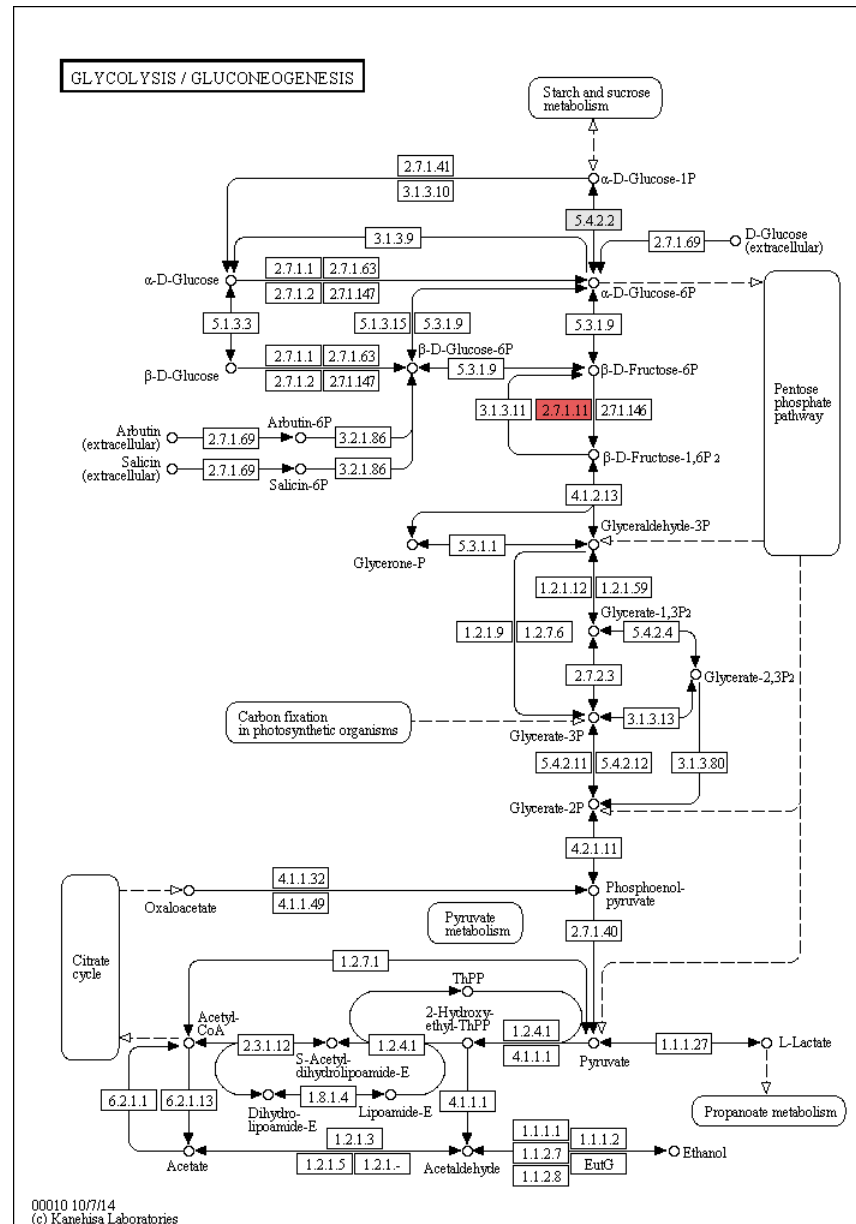 GLYCOLYSIS / GLUCONEOGENESIS
Starch and sucrose
metabolism
2.7.1.41
3.1.3.10
α-D-Glucose-1P
5.4.2.2
3.1.3.9
2.7.1.69
D-Glucose
(extracellular)
α-D-Glucose
2.7.1.1
2.7.1.63
2.7.1.2
2.7.1.147
α-D-Glucose-6P
5.1.3.3
5.1.3.15
5.3.1.9
5.3.1.9
β-D-Glucose
2.7.1.1
2.7.1.63
2.7.1.2
2.7.1.147
β-D-Glucose-6P
5.3.1.9
β-D-Fructose-6P
Pentose
phosphate
pathway
3.1.3.11
2.7.1.11
2.7.1.146
Arbutin
(extracellular)
2.7.1.69
Arbutin-6P
3.2.1.86
Salicin
(extracellular)
2.7.1.69
Salicin-6P
3.2.1.86
β-D-Fructose-1,6P2
4.1.2.13
Glyceraldehyde-3P
Glycerone-P
5.3.1.1
1.2.1.12
1.2.1.59
Glycerate-1,3P2
1.2.1.9
1.2.7.6
5.4.2.4
2.7.2.3
Glycerate-2,3P2
Carbon fixation
in photosynthetic organisms
Glycerate-3P
3.1.3.13
5.4.2.11
5.4.2.12
3.1.3.80
Glycerate-2P
4.2.1.11
4.1.1.32
4.1.1.49
Oxaloacetate
Phosphoenol-
pyruvate
Pyruvate
metabolism
2.7.1.40
Citrate
cycle
1.2.7.1
ThPP
2-Hydroxy-
ethyl-ThPP
Acetyl-
CoA
2.3.1.12
S-Acetyl-
dihydrolipoamide-E
1.2.4.1
1.2.4.1
4.1.1.1
Pyruvate
1.1.1.27
L-Lactate
6.2.1.1
6.2.1.13
Dihydro-
lipoamide-E
1.8.1.4
Lipoamide-E
4.1.1.1
Propanoate metabolism
Acetate
1.2.1.3
1.2.1.5
1.2.1.-
Acetaldehyde
1.1.1.1
1.1.1.2
1.1.2.7
1.1.2.8
EutG
Ethanol
00010 10/7/14
(c) Kanehisa Laboratories